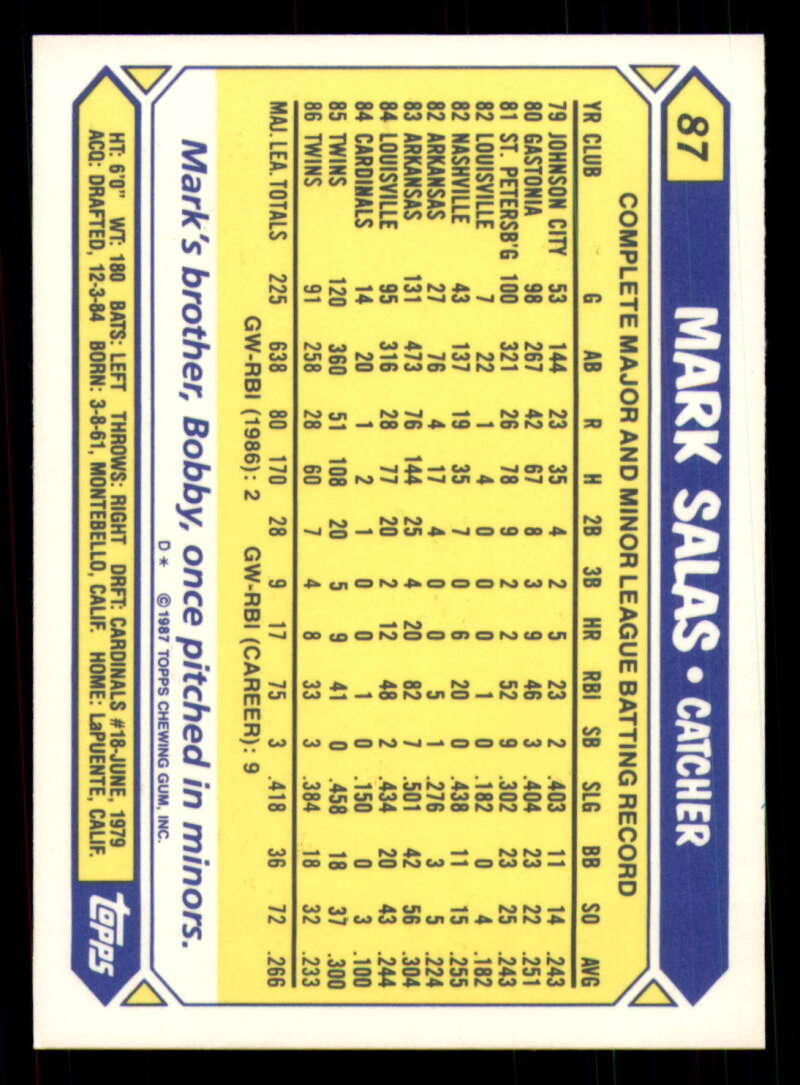 87
MARK SALAS • CATCHER
COMPLETE MAJOR AND MINOR LEAGUE BATTING RECORD
YR CLUB G AB R H 2B 3B HR RBI SB SLG BB SO AVG
79 JOHNSON CITY 53 144 23 35 4 2 5 23 2 .403 11 14 .243
80 GASTONIA 98 267 42 67 8 3 9 46 3 .404 23 22 .251
81 ST. PETERSB'G 100 321 26 78 9 2 2 52 9 .302 23 25 .243
82 LOUISVILLE 7 22 1 4 0 0 0 1 0 .182 0 4 .182
82 NASHVILLE 43 137 19 35 7 0 6 20 0 .438 11 15 .255
82 ARKANSAS 27 76 4 17 4 0 0 5 1 .276 3 5 .224
83 ARKANSAS 131 473 76 144 25 4 20 82 7 .501 42 56 .304
84 LOUISVILLE 95 316 28 77 20 2 12 48 2 .434 20 43 .244
84 CARDINALS 14 20 1 2 1 0 0 1 0 .150 0 3 .100
85 TWINS 120 360 51 108 20 5 9 41 0 .458 18 37 .300
86 TWINS 91 258 28 60 7 4 8 33 3 .384 18 32 .233
MAJ. LEA. TOTALS 225 638 80 170 28 9 17 75 3 .418 36 72 .266
GW-RBI (1986): 2 GW-RBI (CAREER): 9
Mark's brother, Bobby, once pitched in minors.
D * © 1987 TOPPS CHEWING GUM, INC.
HT: 6'0" WT: 180 BATS: LEFT THROWS: RIGHT DRFT: CARDINALS #18-JUNE, 1979
ACQ: DRAFTED, 12-3-84 BORN: 3-8-61, MONTEBELLO, CALIF. HOME: LaPUENTE, CALIF.
topps